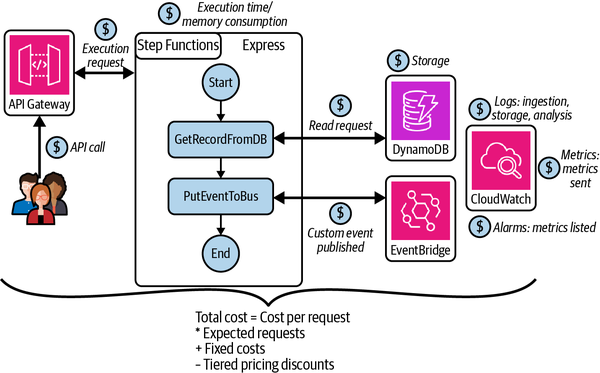 $ Execution time/
memory consumption
$ Execution
request
Step Functions
Express
API Gateway
$ API call
Start
GetRecordFromDB
PutEventToBus
End
$ Read request
$ Custom event
published
$ Storage
DynamoDB
EventBridge
$ Logs: ingestion,
storage, analysis
CloudWatch
$ Metrics:
metrics
sent
$ Alarms: metrics listed
Total cost = Cost per request
* Expected requests
+ Fixed costs
– Tiered pricing discounts